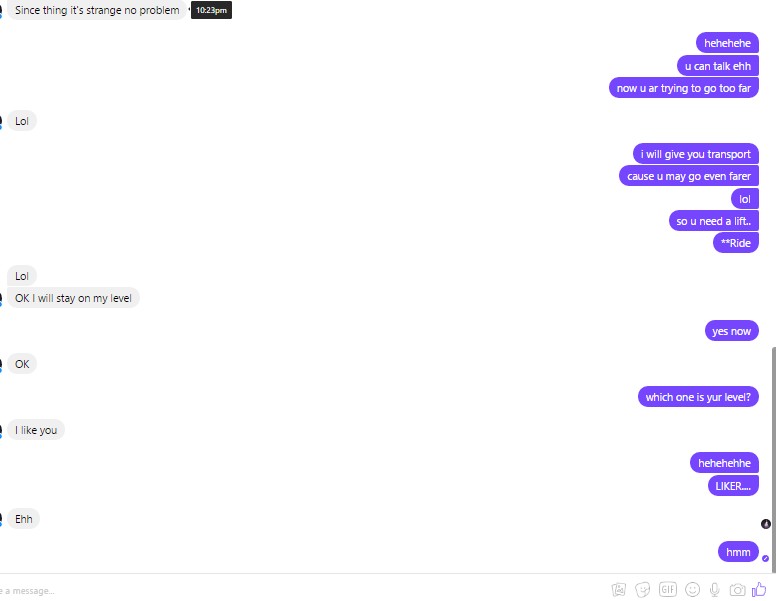 Since thing it's strange no problem
10:23pm
hehehehe
u can talk ehh
now u ar trying to go too far
Lol
i will give you transport
cause u may go even farer
lol
so u need a lift..
**Ride
Lol
OK I will stay on my level
yes now
OK
which one is yur level?
I like you
hehehehhe
LIKER....
Ehh
hmm
e a message...
GIF